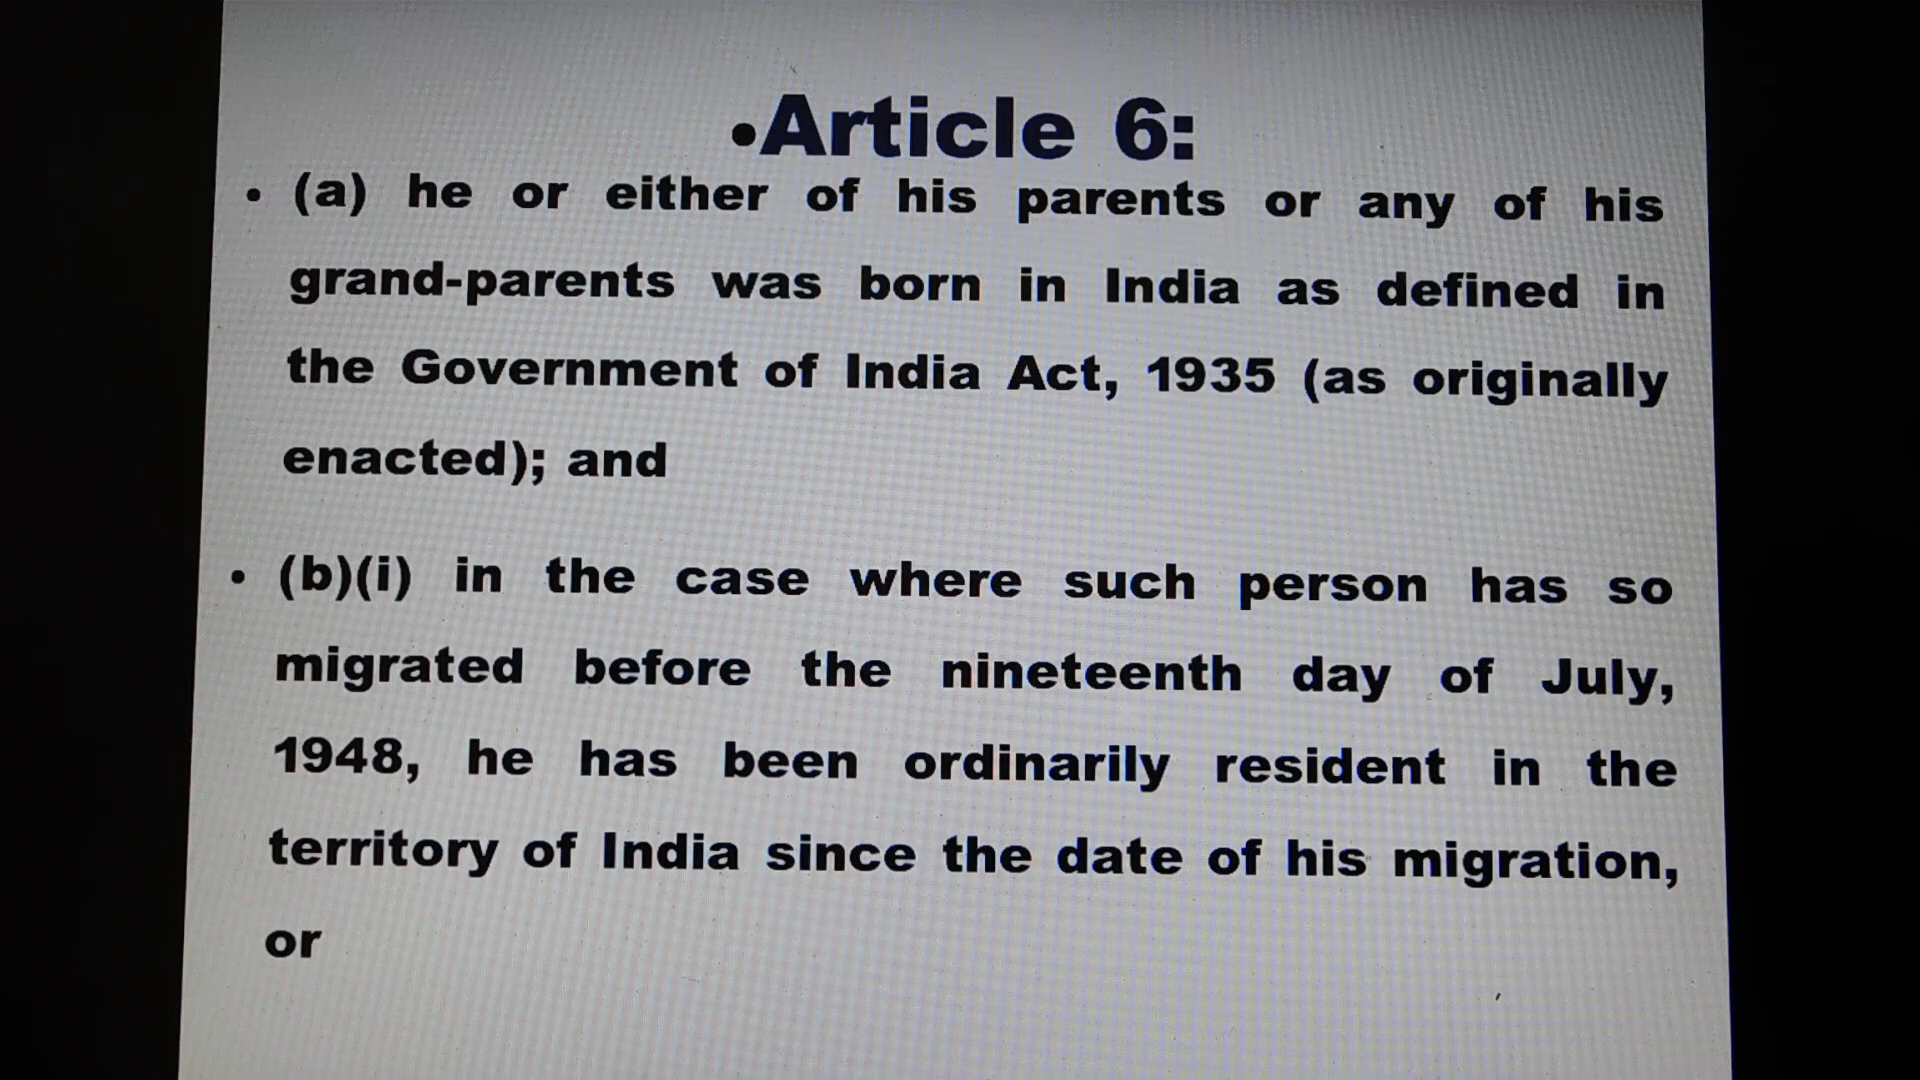 •Article 6:
• (a) he or either of his parents or any of his
grand-parents was born in India as defined in
the Government of India Act, 1935 (as originally
enacted); and
• (b)(i) in the case where such person has so
migrated before the nineteenth day of July,
1948, he has been ordinarily resident in the
territory of India since the date of his migration,
or